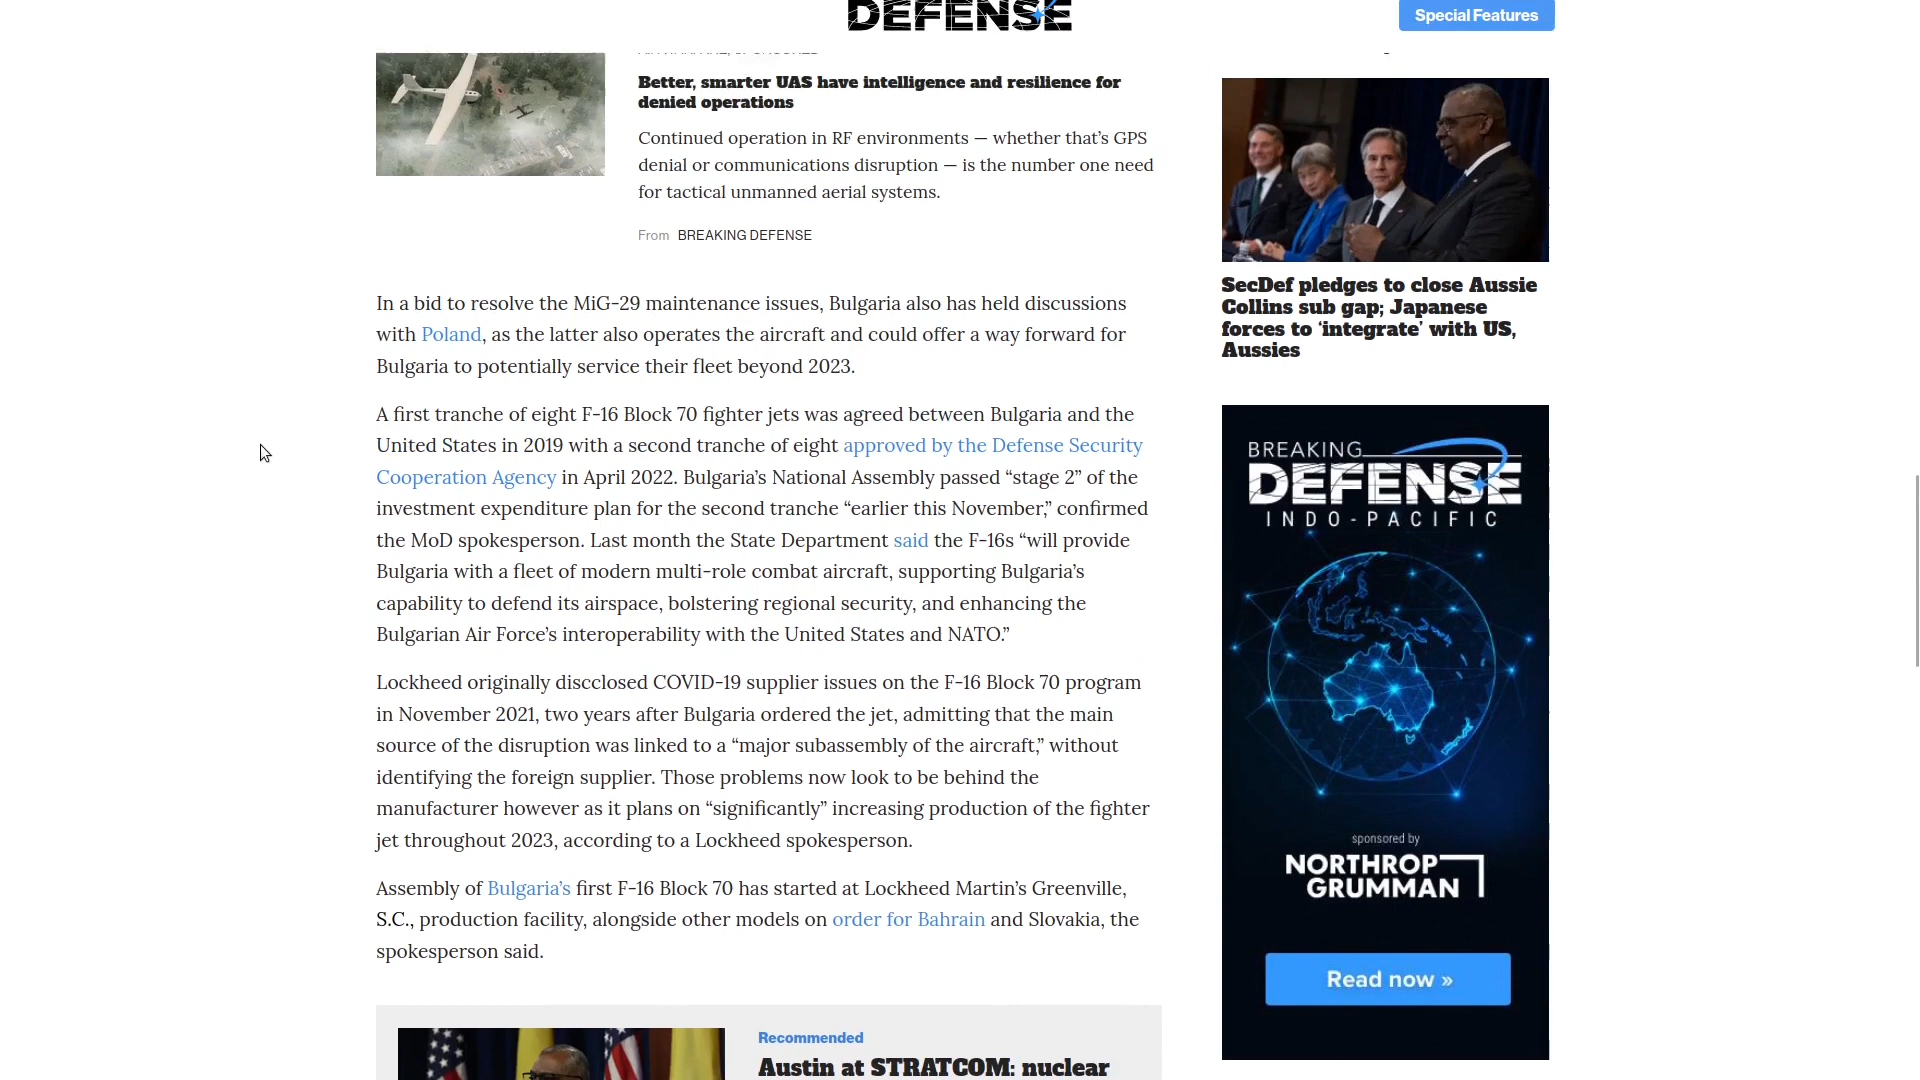 DEFENSE
Special Features
Better, smarter UAS have intelligence and resilience for
denied operations
Continued operation in RF environments — whether that’s GPS
denial or communications disruption — is the number one need
for tactical unmanned aerial systems.
From BREAKING DEFENSE
In a bid to resolve the MiG-29 maintenance issues, Bulgaria also has held discussions
with Poland, as the latter also operates the aircraft and could offer a way forward for
Bulgaria to potentially service their fleet beyond 2023.
A first tranche of eight F-16 Block 70 fighter jets was agreed between Bulgaria and the
United States in 2019 with a second tranche of eight approved by the Defense Security
Cooperation Agency in April 2022. Bulgaria’s National Assembly passed “stage 2” of the
investment expenditure plan for the second tranche “earlier this November,” confirmed
the MoD spokesperson. Last month the State Department said the F-16s “will provide
Bulgaria with a fleet of modern multi-role combat aircraft, supporting Bulgaria’s
capability to defend its airspace, bolstering regional security, and enhancing the
Bulgarian Air Force’s interoperability with the United States and NATO.”
Lockheed originally discclosed COVID-19 supplier issues on the F-16 Block 70 program
in November 2021, two years after Bulgaria ordered the jet, admitting that the main
source of the disruption was linked to a “major subassembly of the aircraft,” without
identifying the foreign supplier. Those problems now look to be behind the
manufacturer however as it plans on “significantly” increasing production of the fighter
jet throughout 2023, according to a Lockheed spokesperson.
Assembly of Bulgaria’s first F-16 Block 70 has started at Lockheed Martin’s Greenville,
S.C., production facility, alongside other models on order for Bahrain and Slovakia, the
spokesperson said.
Recommended
Austin at STRATCOM: nuclear
SecDef pledges to close Aussie
Collins sub gap; Japanese
forces to ‘integrate’ with US,
Aussies
BREAKING
DEFENSE
INDO-PACIFIC
sponsored by
NORTHROP
GRUMMAN
Read now »